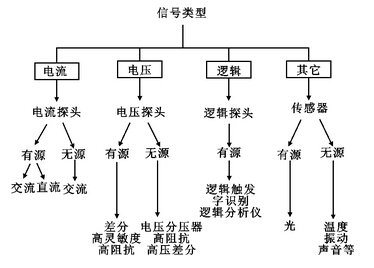 信号类型
电流 电压 逻辑 其它
电流探头 电压探头 逻辑探头 传感器
有源 无源 有源 无源 有源 有源 无源
交流直流 交流
差分
高灵敏度
高阻抗
电压分压器
高阻抗
高压差分
逻辑触发
字识别
逻辑分析仪
光
温度
振动
声音等